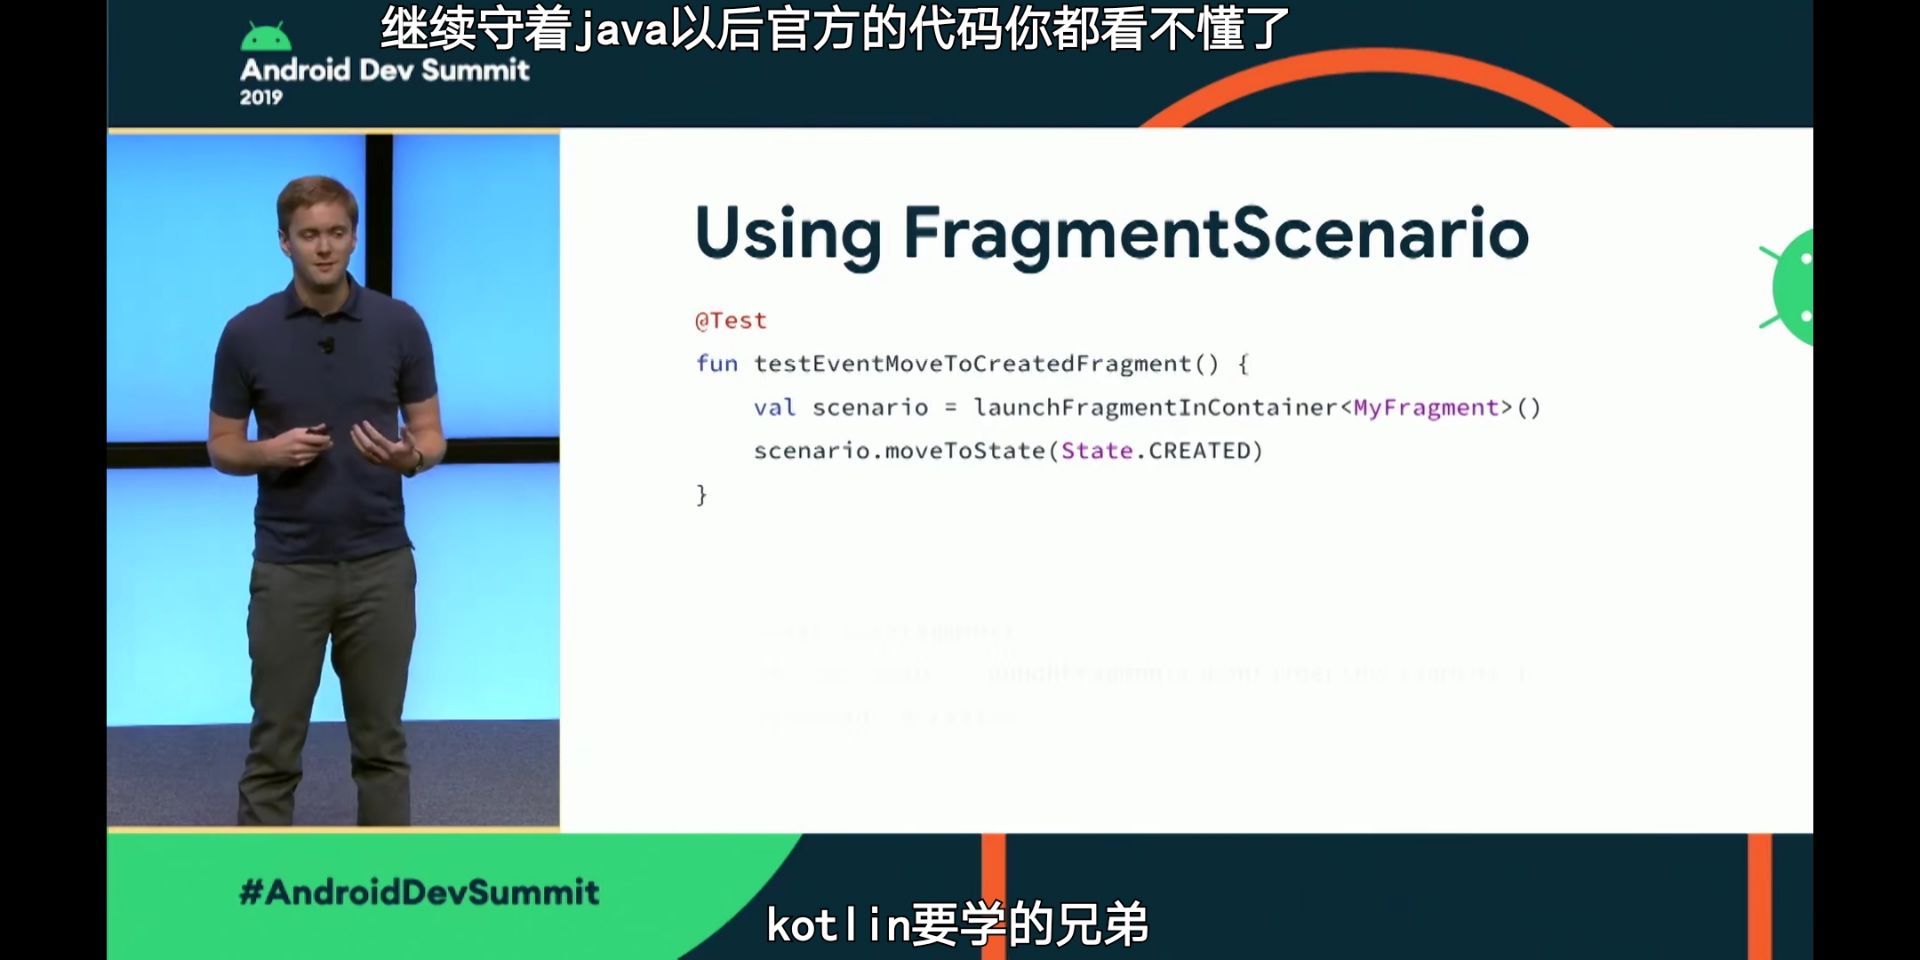 继续守着java以后官方的代码你都看不懂了
Android Dev Summit
2019
Using FragmentScenario
@Test
fun testEventMoveToCreatedFragment() {
val scenario = launchFragmentInContainer<MyFragment>()
scenario.moveToState(State.CREATED)
}
#AndroidDevSummit
kotlin要学的兄弟